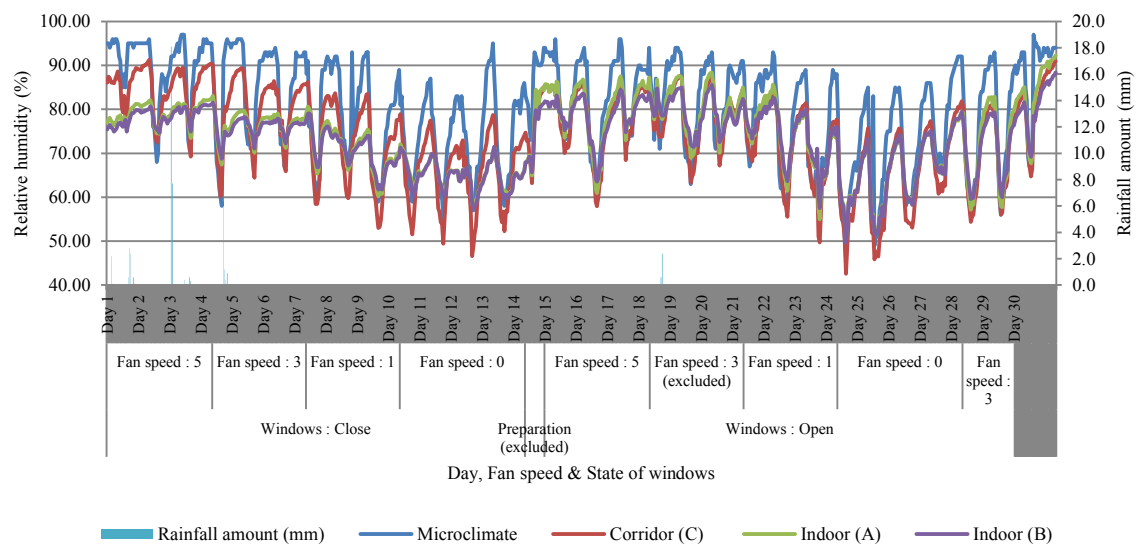 100.00
90.00
80.00
70.00
60.00
50.00
40.00
Relative humidity (%)
20.0
18.0
16.0
14.0
12.0
10.0
8.0
6.0
4.0
2.0
0.0
Rainfall amount (mm)
Day 1
Day 2
Day 3
Day 4
Day 5
Day 6
Day 7
Day 8
Day 9
Day 10
Day 11
Day 12
Day 13
Day 14
Day 15
Day 16
Day 17
Day 18
Day 19
Day 20
Day 21
Day 22
Day 23
Day 24
Day 25
Day 26
Day 27
Day 28
Day 29
Day 30
Fan speed : 5
Fan speed : 3
Fan speed : 1
Fan speed : 0
Fan speed : 5
Fan speed : 3
(excluded)
Fan speed : 1
Fan speed : 0
Fan
speed :
3
Windows : Close
Preparation
(excluded)
Windows : Open
Day, Fan speed & State of windows
Rainfall amount (mm)
Microclimate
Corridor (C)
Indoor (A)
Indoor (B)